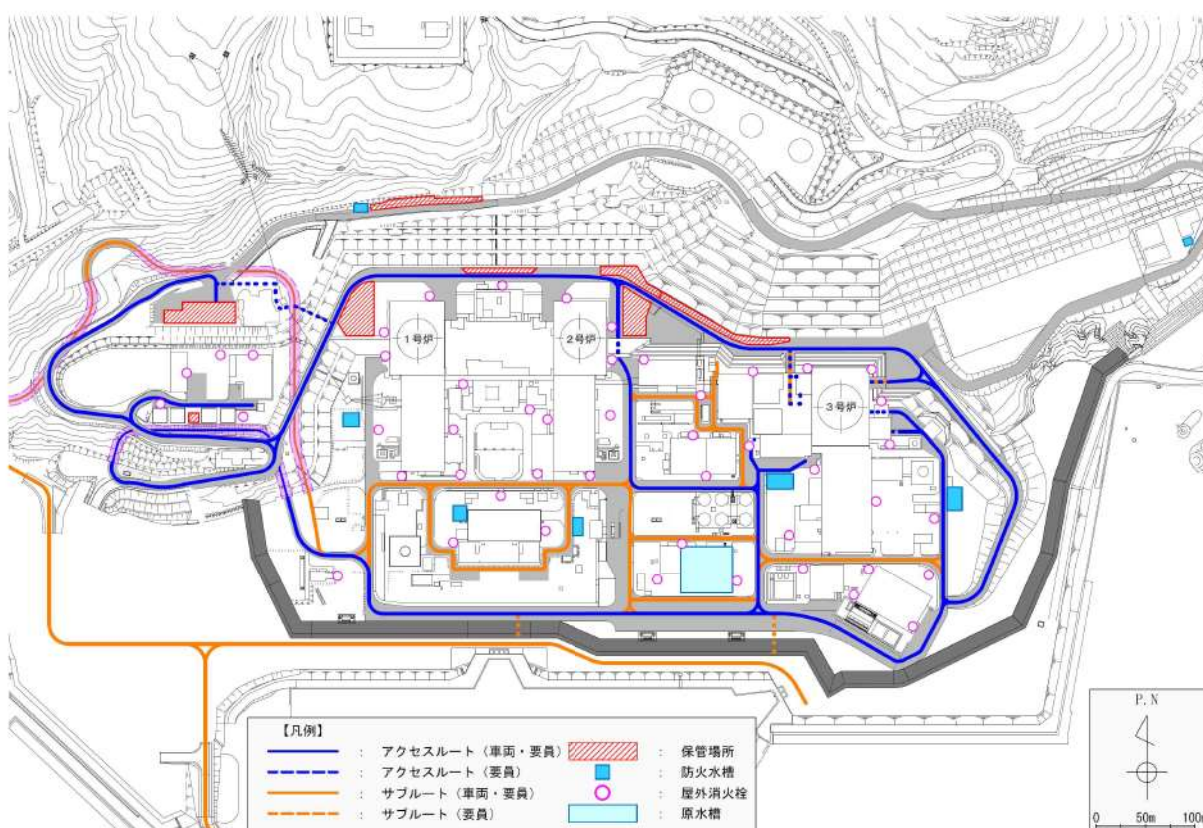 1号炉
2号炉
3号炉
【凡例】
: アクセスルート（車両・要員）
: 保管場所
: アクセスルート（要員）
: 防火水槽
: サブルート（車両・要員）
: 屋外消火栓
: サブルート（要員）
: 原水槽
P.N
0 50m 100